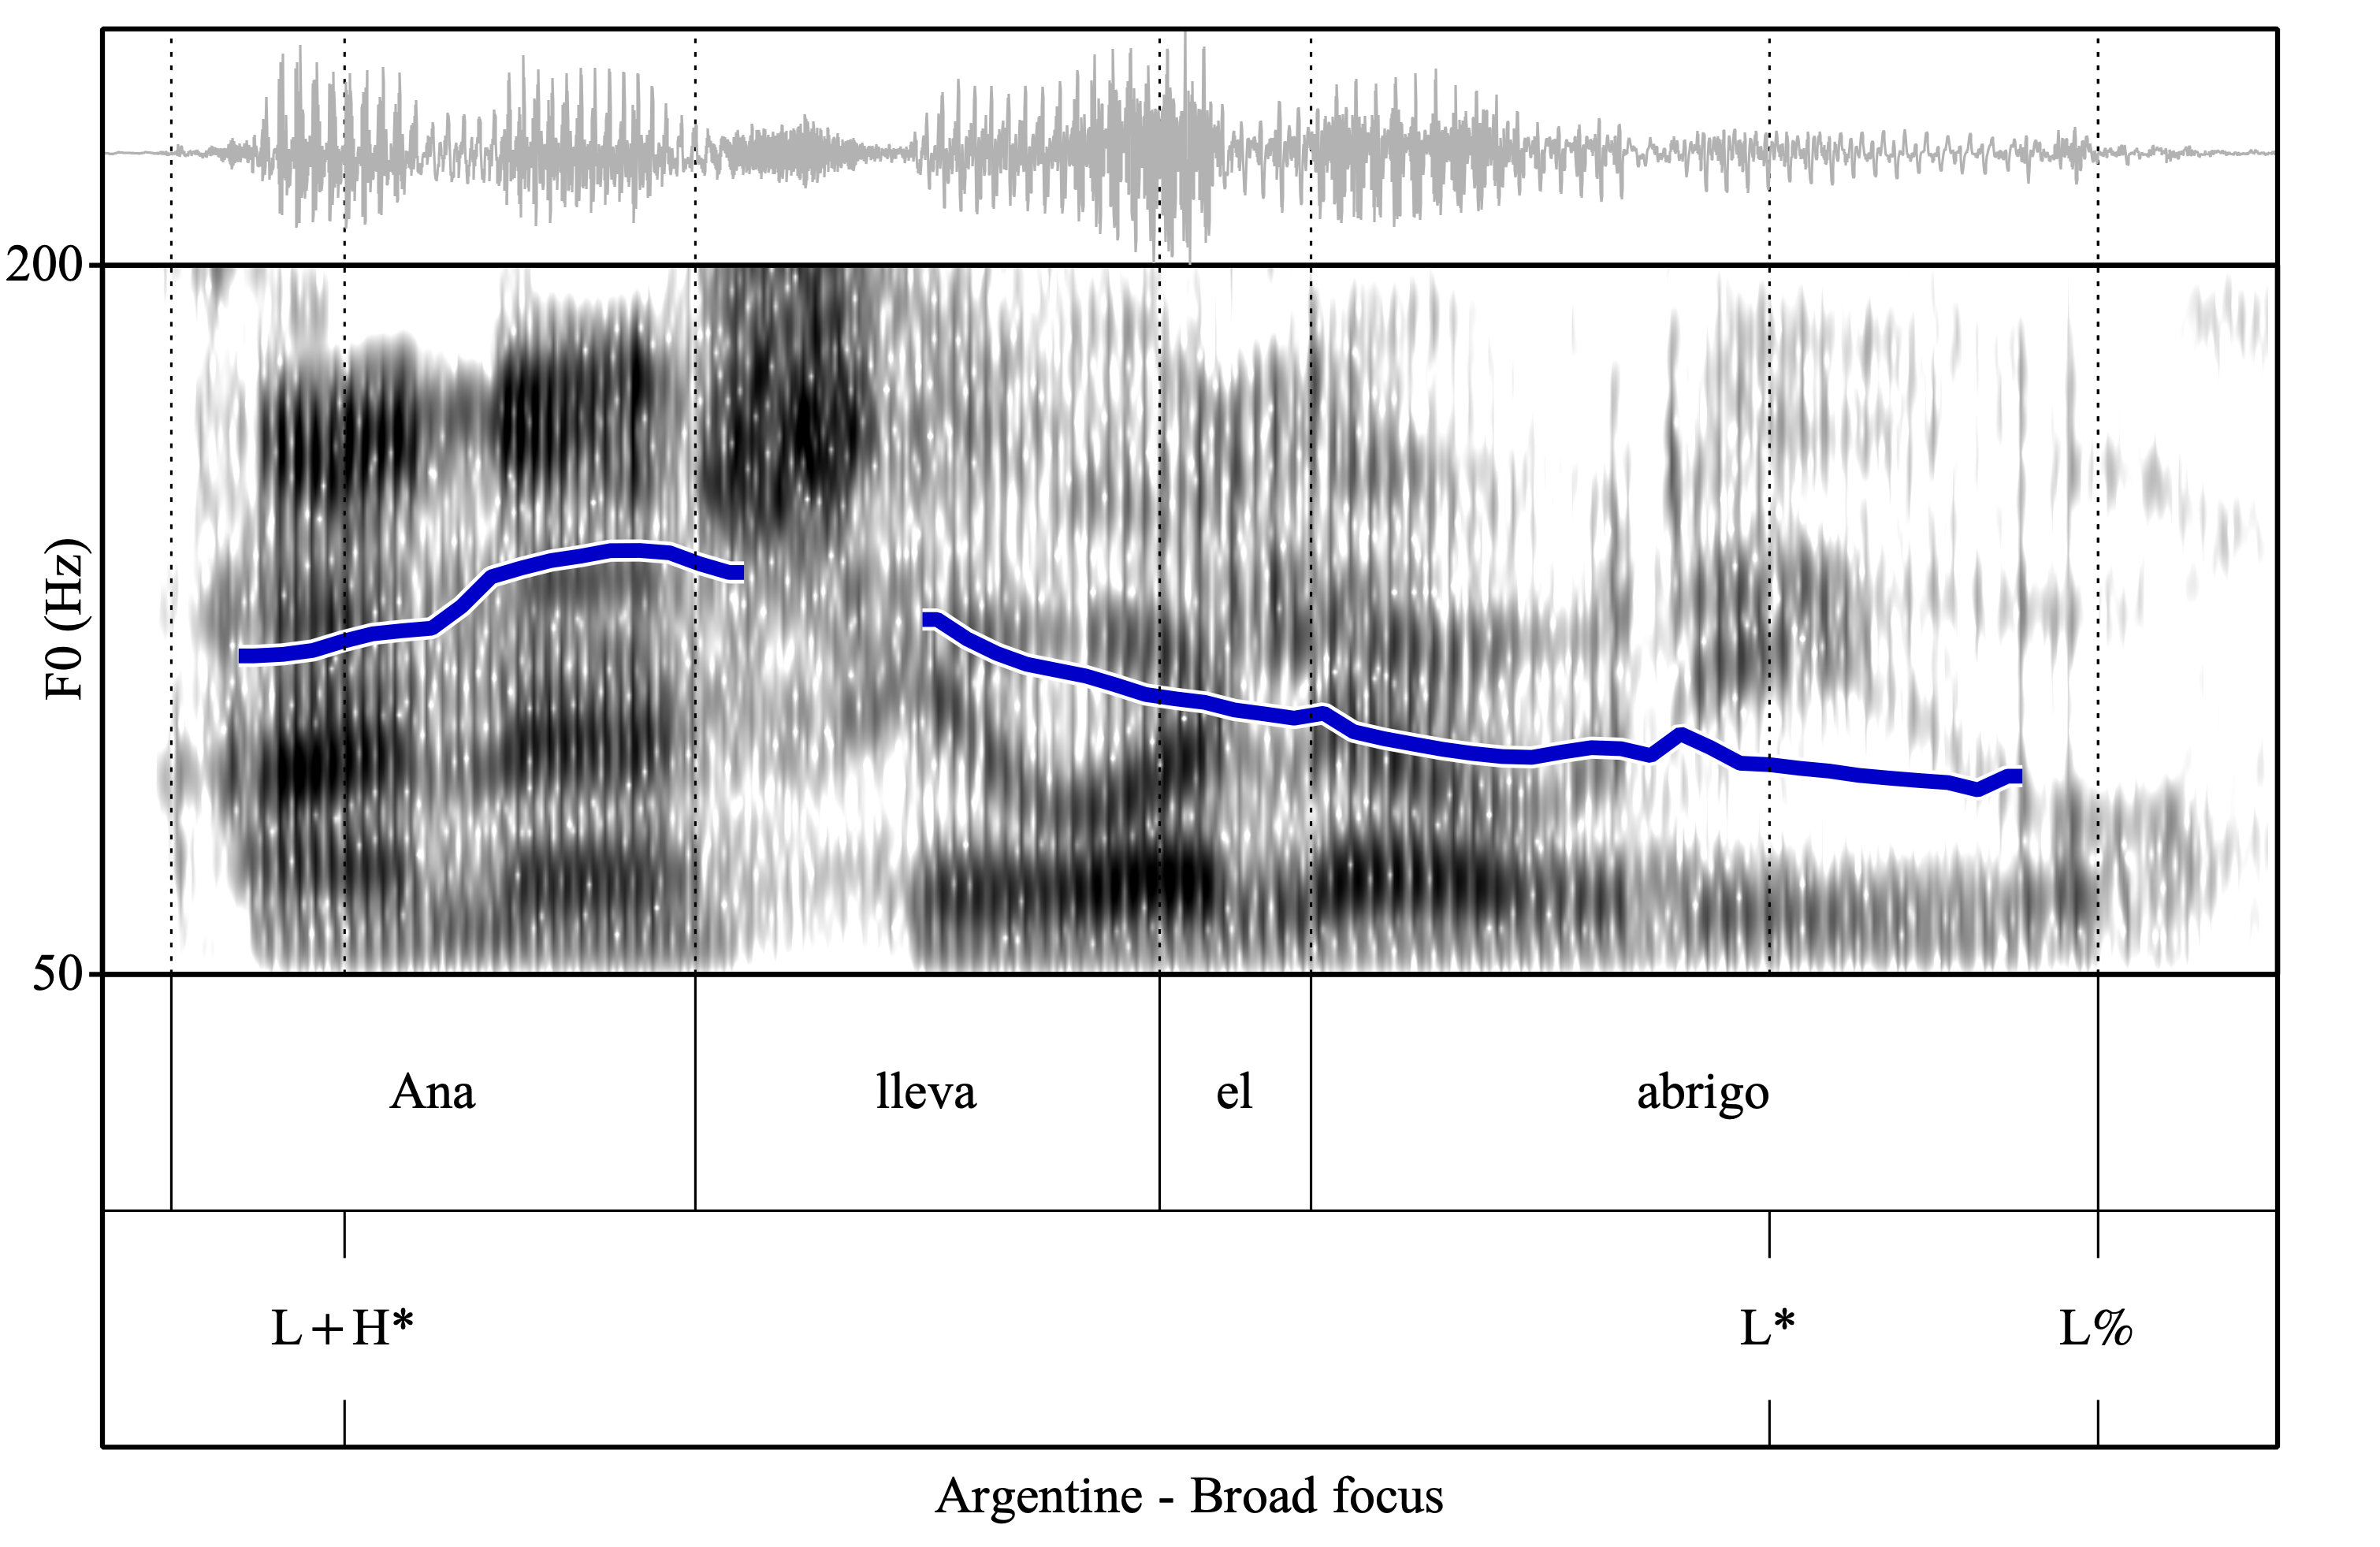 200
F0 (Hz)
50
Ana lleva el abrigo
L+H* L* L%
Argentine - Broad focus